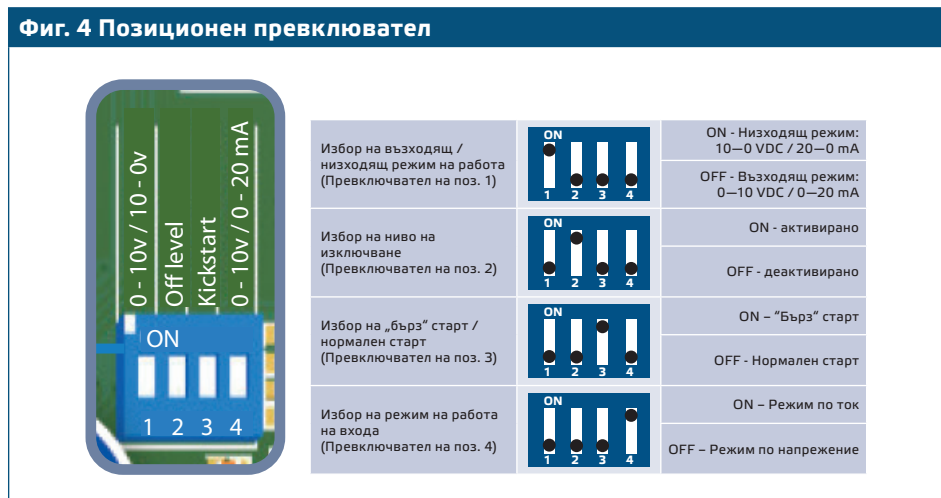 Фиг. 4 Позиционен превклювател
0 - 10v / 10 - 0v
Off level
Kickstart
0 - 10v / 0 - 20 mA
ON
1 2 3 4
Избор на възходящ /
низходящ режим на работа
(Превключвател на поз. 1)
ON
1 2 3 4
ON - Низходящ режим:
10—0 VDC / 20—0 mA
OFF - Възходящ режим:
0—10 VDC / 0—20 mA
Избор на ниво на
изключване
(Превключвател на поз. 2)
ON
1 2 3 4
ON - активирано
OFF - деактивирано
Избор на „бърз“ старт /
нормален старт
(Превключвател на поз. 3)
ON
1 2 3 4
ON – “Бърз“ старт
OFF - Нормален старт
Избор на режим на работа
на входа
(Превключвател на поз. 4)
ON
1 2 3 4
ON – Режим по ток
OFF – Режим по напрежение